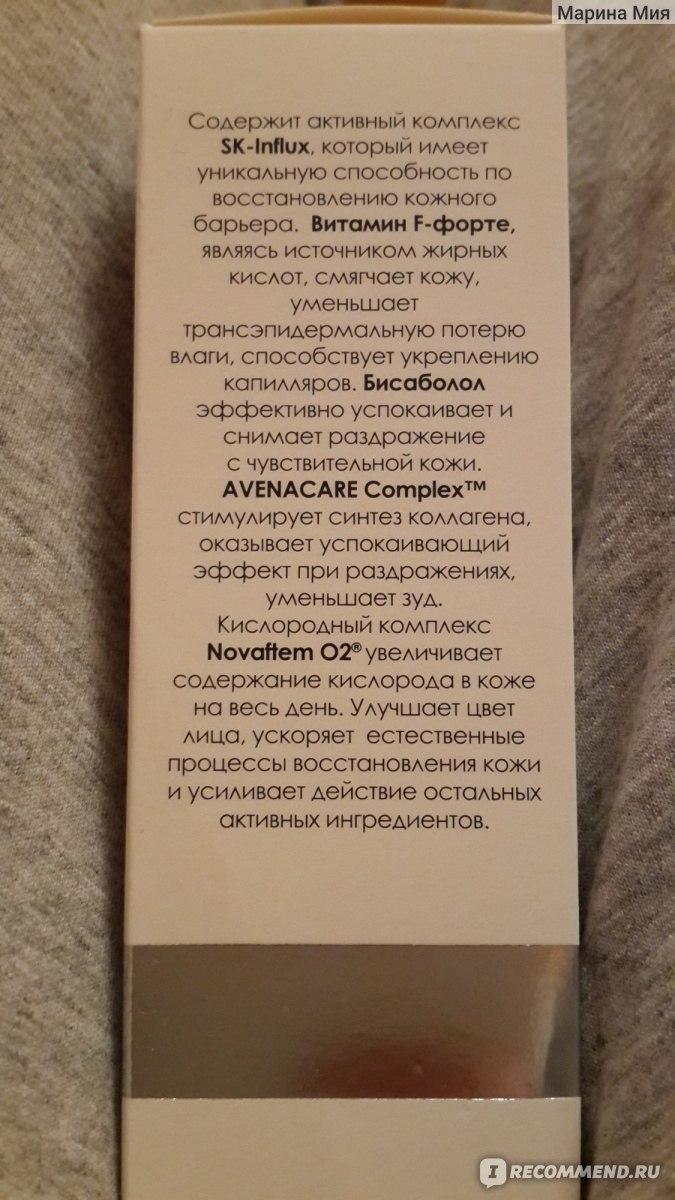 Марина Мия
Содержит активный комплекс
SK-Influx, который имеет
уникальную способность по
восстановлению кожного
барьера. Витамин F-форте,
являясь источником жирных
кислот, смягчает кожу,
уменьшает
трансэпидермальную потерю
влаги, способствует укреплению
капилляров. Бисаболол
эффективно успокаивает и
снимает раздражение
с чувствительной кожи.
AVENACARE Complex™
стимулирует синтез коллагена,
оказывает успокаивающий
эффект при раздражениях,
уменьшает зуд.
Кислородный комплекс
Novaftem O2® увеличивает
содержание кислорода в коже
на весь день. Улучшает цвет
лица, ускоряет естественные
процессы восстановления кожи
и усиливает действие остальных
активных ингредиентов.
IRECOMMEND.RU